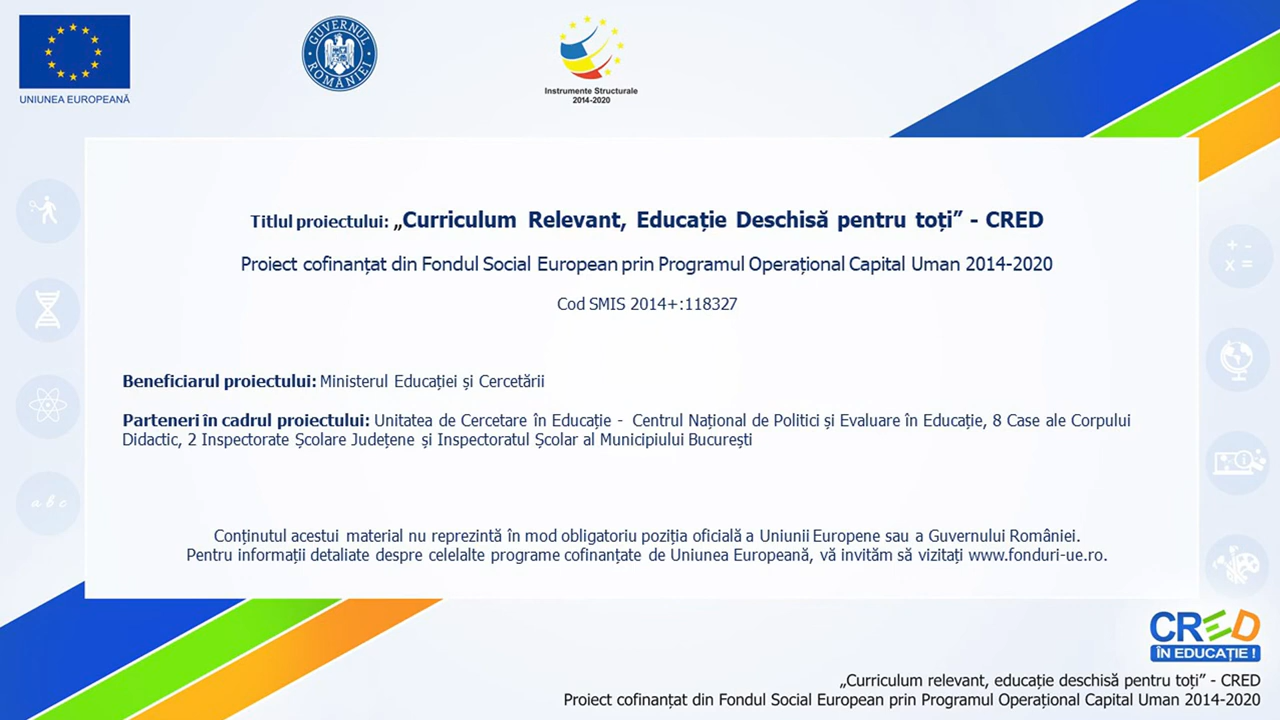 UNIUNEA EUROPEANĂ
GUVERNUL ROMÂNIEI
Instrumente Structurale
2014-2020
Titlul proiectului: „Curriculum Relevant, Educație Deschisă pentru toți” - CRED
Proiect cofinanțat din Fondul Social European prin Programul Operațional Capital Uman 2014-2020
Cod SMIS 2014+:118327
+ -
x =
Beneficiarul proiectului: Ministerul Educației și Cercetării
Parteneri în cadrul proiectului: Unitatea de Cercetare în Educație - Centrul Național de Politici și Evaluare în Educație, 8 Case ale Corpului
Didactic, 2 Inspectorate Școlare Județene și Inspectoratul Școlar al Municipiului București
a b c
Conținutul acestui material nu reprezintă în mod obligatoriu poziția oficială a Uniunii Europene sau a Guvernului României.
Pentru informații detaliate despre celelalte programe cofinanțate de Uniunea Europeană, vă invităm să vizitați www.fonduri-ue.ro.
CRED
ÎN EDUCAȚIE !
„Curriculum relevant, educație deschisă pentru toți” - CRED
Proiect cofinanțat din Fondul Social European prin Programul Operațional Capital Uman 2014-2020